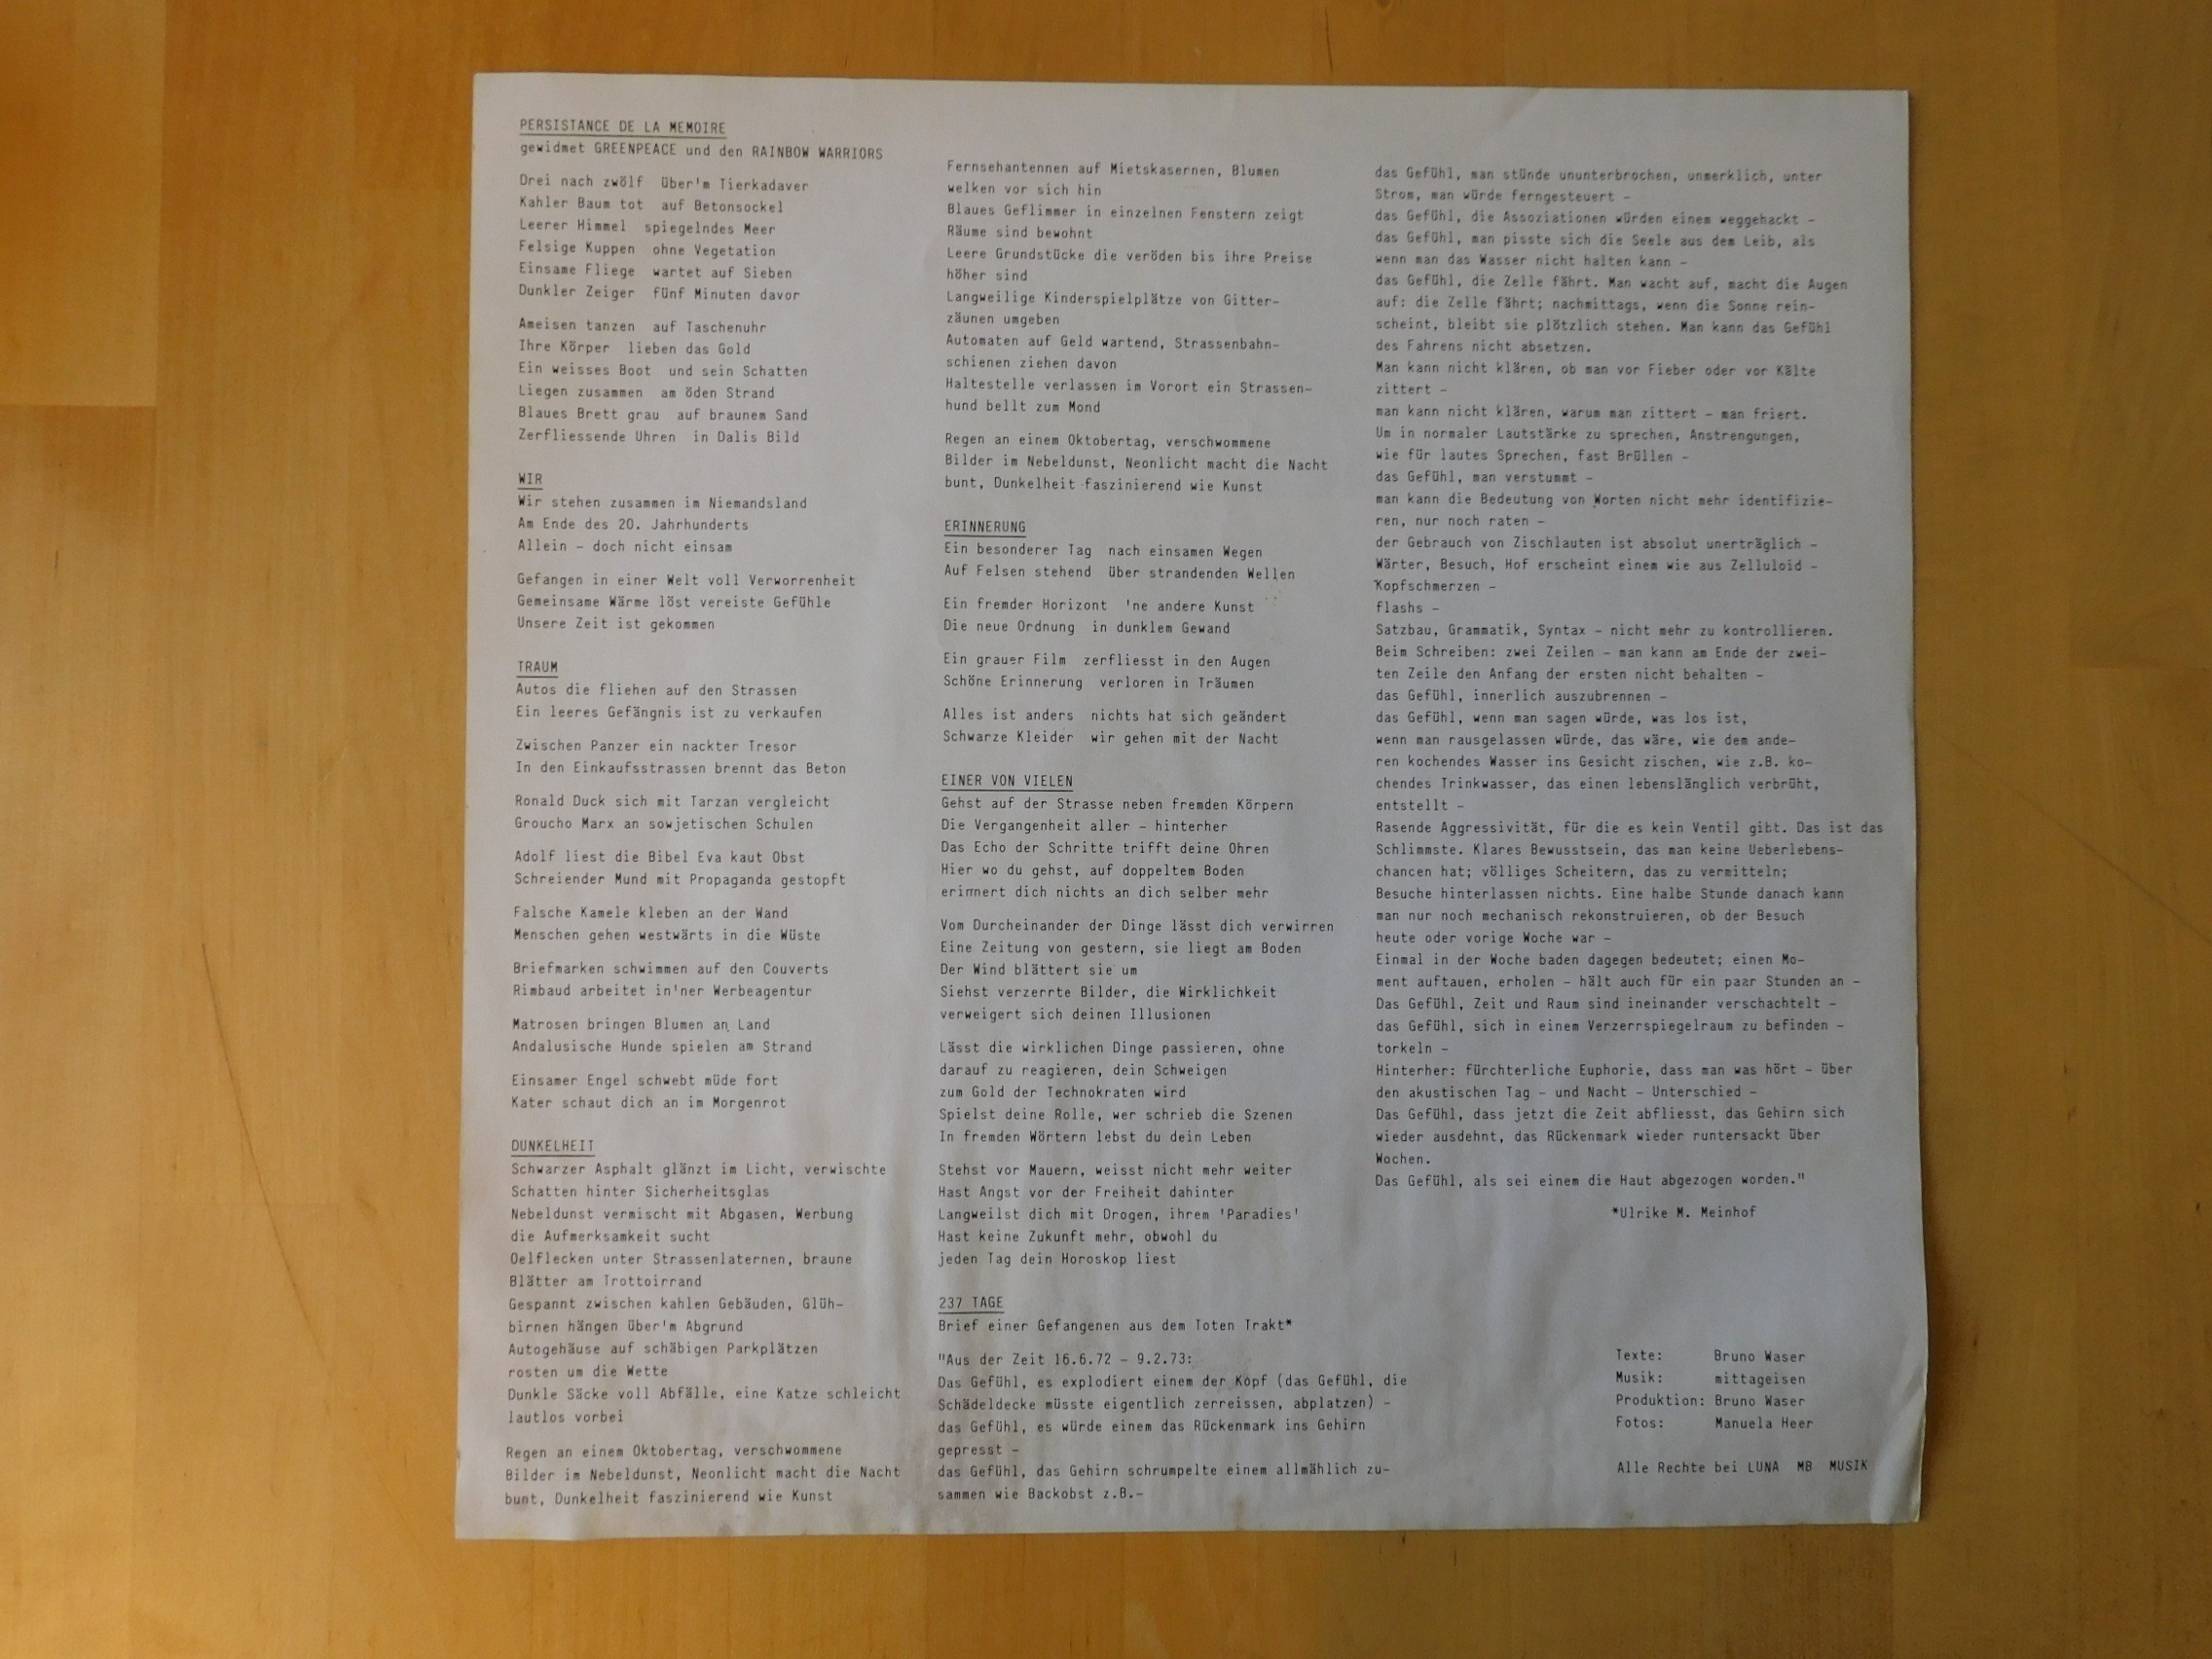 PERSISTANCE DE LA MEMOIRE
gewidmet GREENPEACE und den RAINBOW WARRIORS
Drei nach zwölf  über'm Tierkadaver
Kahler Baum tot  auf Betonsockel
Leerer Himmel  spiegelndes Meer
Felsige Kuppen  ohne Vegetation
Einsame Fliege  wartet auf Sieben
Dunkler Zeiger  fünf Minuten davor
Ameisen tanzen  auf Taschenuhr
Ihre Körper  lieben das Gold
Ein weisses Boot  und sein Schatten
Liegen zusammen  am öden Strand
Blaues Brett grau  auf braunem Sand
Zerfliessende Uhren  in Dalis Bild
WIR
Wir stehen zusammen im Niemandsland
Am Ende des 20. Jahrhunderts
Allein - doch nicht einsam
Gefangen in einer Welt voll Verworrenheit
Gemeinsame Wärme löst vereiste Gefühle
Unsere Zeit ist gekommen
TRAUM
Autos die fliehen auf den Strassen
Ein leeres Gefängnis ist zu verkaufen
Zwischen Panzer ein nackter Tresor
In den Einkaufsstrassen brennt das Beton
Ronald Duck sich mit Tarzan vergleicht
Groucho Marx an sowjetischen Schulen
Adolf liest die Bibel Eva kaut Obst
Schreiender Mund mit Propaganda gestopft
Falsche Kamele kleben an der Wand
Menschen gehen westwärts in die Wüste
Briefmarken schwimmen auf den Couverts
Rimbaud arbeitet in'ner Werbeagentur
Matrosen bringen Blumen an Land
Andalusische Hunde spielen am Strand
Einsamer Engel schwebt müde fort
Kater schaut dich an im Morgenrot
DUNKELHEIT
Schwarzer Asphalt glänzt im Licht, verwischte
Schatten hinter Sicherheitsglas
Nebeldunst vermischt mit Abgasen, Werbung
die Aufmerksamkeit sucht
Oelflecken unter Strassenlaternen, braune
Blätter am Trottoirrand
Gespannt zwischen kahlen Gebäuden, Glüh-
birnen hängen über'm Abgrund
Autogehäuse auf schäbigen Parkplätzen
rosten um die Wette
Dunkle Säcke voll Abfälle, eine Katze schleicht
lautlos vorbei
Regen an einem Oktobertag, verschwommene
Bilder im Nebeldunst, Neonlicht macht die Nacht
bunt, Dunkelheit faszinierend wie Kunst
Fernsehantennen auf Mietskasernen, Blumen
welken vor sich hin
Blaues Geflimmer in einzelnen Fenstern zeigt
Räume sind bewohnt
Leere Grundstücke die veröden bis ihre Preise
höher sind
Langweilige Kinderspielplätze von Gitter-
zäunen umgeben
Automaten auf Geld wartend, Strassenbahn-
schienen ziehen davon
Haltestelle verlassen im Vorort ein Strassen-
hund bellt zum Mond
Regen an einem Oktobertag, verschwommene
Bilder im Nebeldunst, Neonlicht macht die Nacht
bunt, Dunkelheit faszinierend wie Kunst
ERINNERUNG
Ein besonderer Tag  nach einsamen Wegen
Auf Felsen stehend  über strandenden Wellen
Ein fremder Horizont  'ne andere Kunst
Die neue Ordnung  in dunklem Gewand
Ein grauer Film  zerfliesst in den Augen
Schöne Erinnerung  verloren in Träumen
Alles ist anders  nichts hat sich geändert
Schwarze Kleider  wir gehen mit der Nacht
EINER VON VIELEN
Gehst auf der Strasse neben fremden Körpern
Die Vergangenheit aller - hinterher
Das Echo der Schritte trifft deine Ohren
Hier wo du gehst, auf doppeltem Boden
erinnert dich nichts an dich selber mehr
Vom Durcheinander der Dinge lässt dich verwirren
Eine Zeitung von gestern, sie liegt am Boden
Der Wind blättert sie um
Siehst verzerrte Bilder, die Wirklichkeit
verweigert sich deinen Illusionen
Lässt die wirklichen Dinge passieren, ohne
darauf zu reagieren, dein Schweigen
zum Gold der Technokraten wird
Spielst deine Rolle, wer schrieb die Szenen
In fremden Wörtern lebst du dein Leben
Stehst vor Mauern, weisst nicht mehr weiter
Hast Angst vor der Freiheit dahinter
Langweilst dich mit Drogen, ihrem 'Paradies'
Hast keine Zukunft mehr, obwohl du
jeden Tag dein Horoskop liest
237 TAGE
Brief einer Gefangenen aus dem Toten Trakt*
"Aus der Zeit 16.6.72 - 9.2.73:
Das Gefühl, es explodiert einem der Kopf (das Gefühl, die
Schädeldecke müsste eigentlich zerreissen, abplatzen) -
das Gefühl, es würde einem das Rückenmark ins Gehirn
gepresst -
das Gefühl, das Gehirn schrumpelte einem allmählich zu-
sammen wie Backobst z.B.-
das Gefühl, man stünde ununterbrochen, unmerklich, unter
Strom, man würde ferngesteuert -
das Gefühl, die Assoziationen würden einem weggehackt -
das Gefühl, man pisste sich die Seele aus dem Leib, als
wenn man das Wasser nicht halten kann -
das Gefühl, die Zelle fährt. Man wacht auf, macht die Augen
auf: die Zelle fährt; nachmittags, wenn die Sonne rein-
scheint, bleibt sie plötzlich stehen. Man kann das Gefühl
des Fahrens nicht absetzen.
Man kann nicht klären, ob man vor Fieber oder vor Kälte
zittert -
man kann nicht klären, warum man zittert - man friert.
Um in normaler Lautstärke zu sprechen, Anstrengungen,
wie für lautes Sprechen, fast Brüllen -
das Gefühl, man verstummt -
man kann die Bedeutung von Worten nicht mehr identifizie-
ren, nur noch raten -
der Gebrauch von Zischlauten ist absolut unerträglich -
Wärter, Besuch, Hof erscheint einem wie aus Zelluloid -
Kopfschmerzen -
flashs -
Satzbau, Grammatik, Syntax - nicht mehr zu kontrollieren.
Beim Schreiben: zwei Zeilen - man kann am Ende der zwei-
ten Zeile den Anfang der ersten nicht behalten -
das Gefühl, innerlich auszubrennen -
das Gefühl, wenn man sagen würde, was los ist,
wenn man rausgelassen würde, das wäre, wie dem ande-
ren kochendes Wasser ins Gesicht zischen, wie z.B. ko-
chendes Trinkwasser, das einen lebenslänglich verbrüht,
entstellt -
Rasende Aggressivität, für die es kein Ventil gibt. Das ist das
Schlimmste. Klares Bewusstsein, das man keine Ueberlebens-
chancen hat; völliges Scheitern, das zu vermitteln;
Besuche hinterlassen nichts. Eine halbe Stunde danach kann
man nur noch mechanisch rekonstruieren, ob der Besuch
heute oder vorige Woche war -
Einmal in der Woche baden dagegen bedeutet; einen Mo-
ment auftauen, erholen - hält auch für ein paar Stunden an -
Das Gefühl, Zeit und Raum sind ineinander verschachtelt -
das Gefühl, sich in einem Verzerrspiegelraum zu befinden -
torkeln -
Hinterher: fürchterliche Euphorie, dass man was hört - über
den akustischen Tag - und Nacht - Unterschied -
Das Gefühl, dass jetzt die Zeit abfliesst, das Gehirn sich
wieder ausdehnt, das Rückenmark wieder runtersackt über
Wochen.
Das Gefühl, als sei einem die Haut abgezogen worden."
*Ulrike M. Meinhof
Texte: Bruno Waser
Musik: mittageisen
Produktion: Bruno Waser
Fotos: Manuela Heer
Alle Rechte bei LUNA  MB  MUSIK